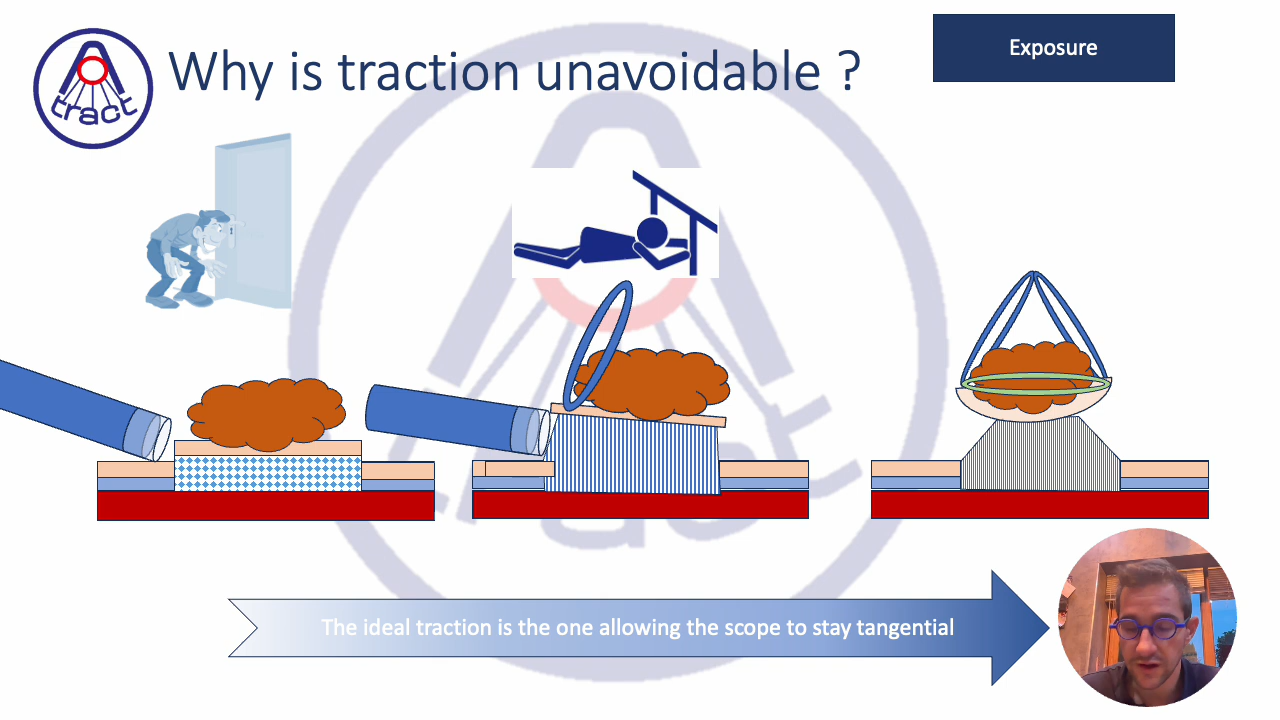 Why is traction unavoidable ?
Exposure
tract
The ideal traction is the one allowing the scope to stay tangential